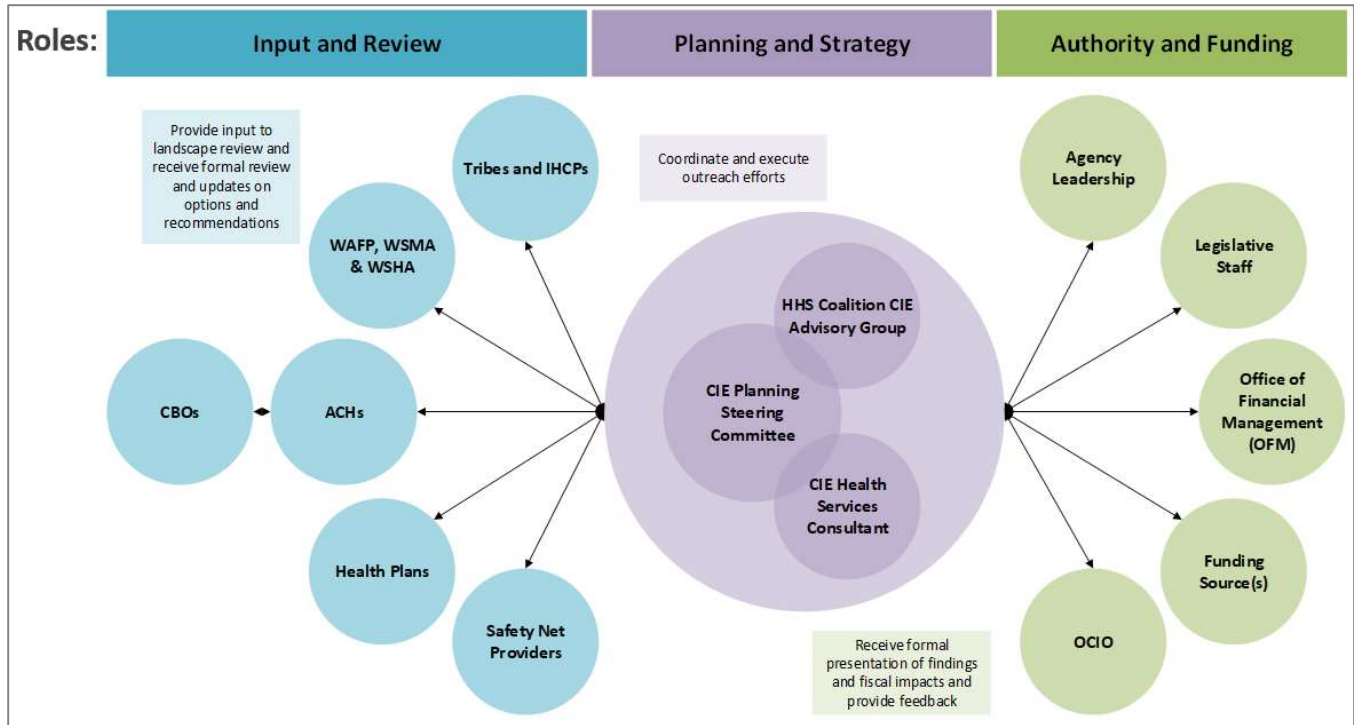 Roles:
Input and Review
Planning and Strategy
Authority and Funding
Provide input to
landscape review and
receive formal review
and updates on
options and
recommendations
Tribes and IHCPs
WAFP, WSMA
& WSHA
CBOs
ACHs
Health Plans
Safety Net
Providers
Coordinate and execute
outreach efforts
HHS Coalition CIE
Advisory Group
CIE Planning
Steering
Committee
CIE Health
Services
Consultant
Agency
Leadership
Legislative
Staff
Office of
Financial
Management
(OFM)
Funding
Source(s)
OCIO
Receive formal
presentation of findings
and fiscal impacts and
provide feedback